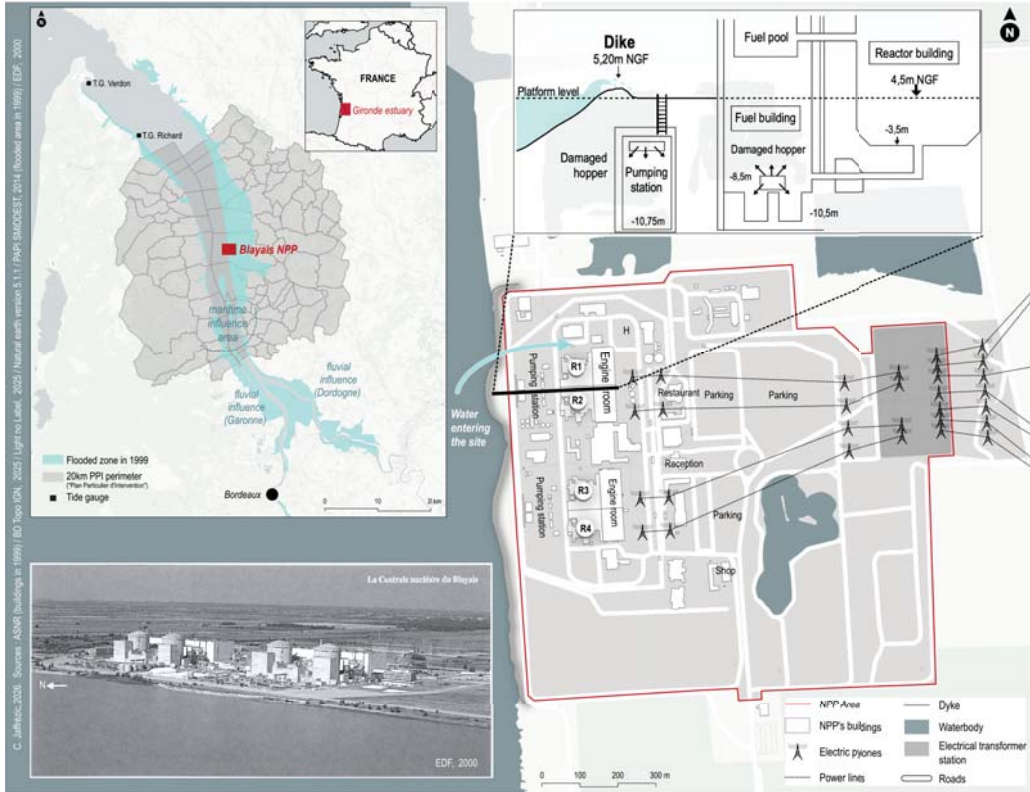 C. Jaffrézic,2026 Sources : ASNR (buildings in 1999) / BD Topo IGN, 2025 / Light no Label, 2025 / Natural earth version 5.1.1 / PAPI SMIDDEST, 2014 (flooded area in 1999) / EDF, 2000
N
T.G. Verdon
T.G. Richard
FRANCE
Gironde estuary
Blayais NPP
maritime
influence
area
fluvial
influence
(Dordogne)
fluvial
influence
(Garonne)
Flooded zone in 1999
20km PPI perimeter
("Plan Particulier d'Intervention")
Tide gauge
Bordeaux
0
10
20 km
Dike
5,20m NGF
Platform level
Damaged
hopper
Pumping
station
-10,75m
Fuel pool
Reactor building
4,5m NGF
Fuel building
Damaged hopper
-3,5m
-8,5m
-10,5m
N
Water
entering
the site
Pumping station
Pumping station
R1
R2
R3
R4
H
Engine
room
Engine room
Restaurant
Parking
Parking
Reception
Parking
Shop
La Centrale nucléaire du Blayais
N
EDF, 2000
0 100 200 300 m
NPP Area
NPP's buildings
Electric pylones
Power lines
Dyke
Waterbody
Electrical transformer
station
Roads